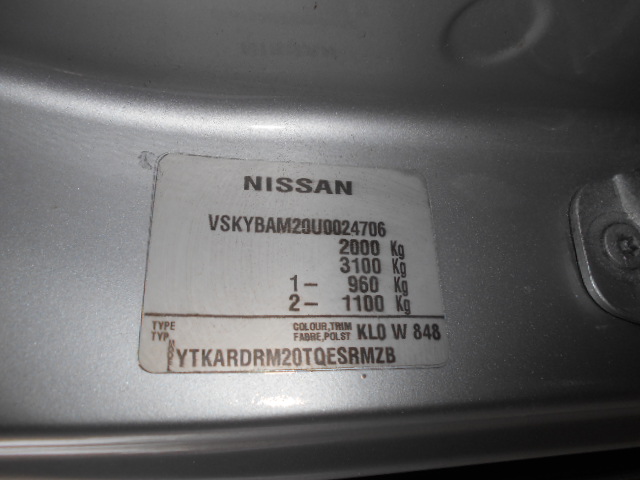 NISSAN
VSKYBAM20U0024706
2000 Kg
3100 Kg
1- 960 Kg
2- 1100 Kg
TYPE COLOUR,TRIM KL0 W 848
TYP FABRE,POLST
YTKARDRM20TQESRMZB